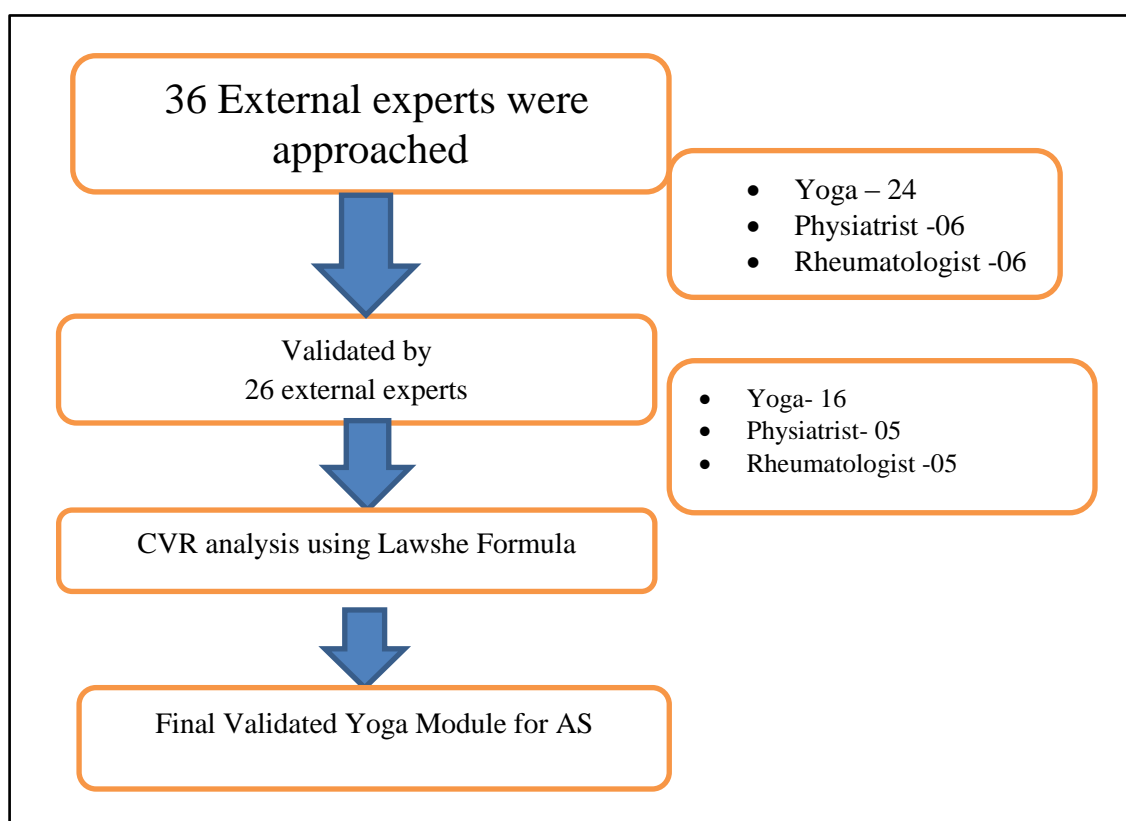 36 External experts were
approached
• Yoga – 24
• Physiatrist -06
• Rheumatologist -06
Validated by
26 external experts
• Yoga- 16
• Physiatrist- 05
• Rheumatologist -05
CVR analysis using Lawshe Formula
Final Validated Yoga Module for AS